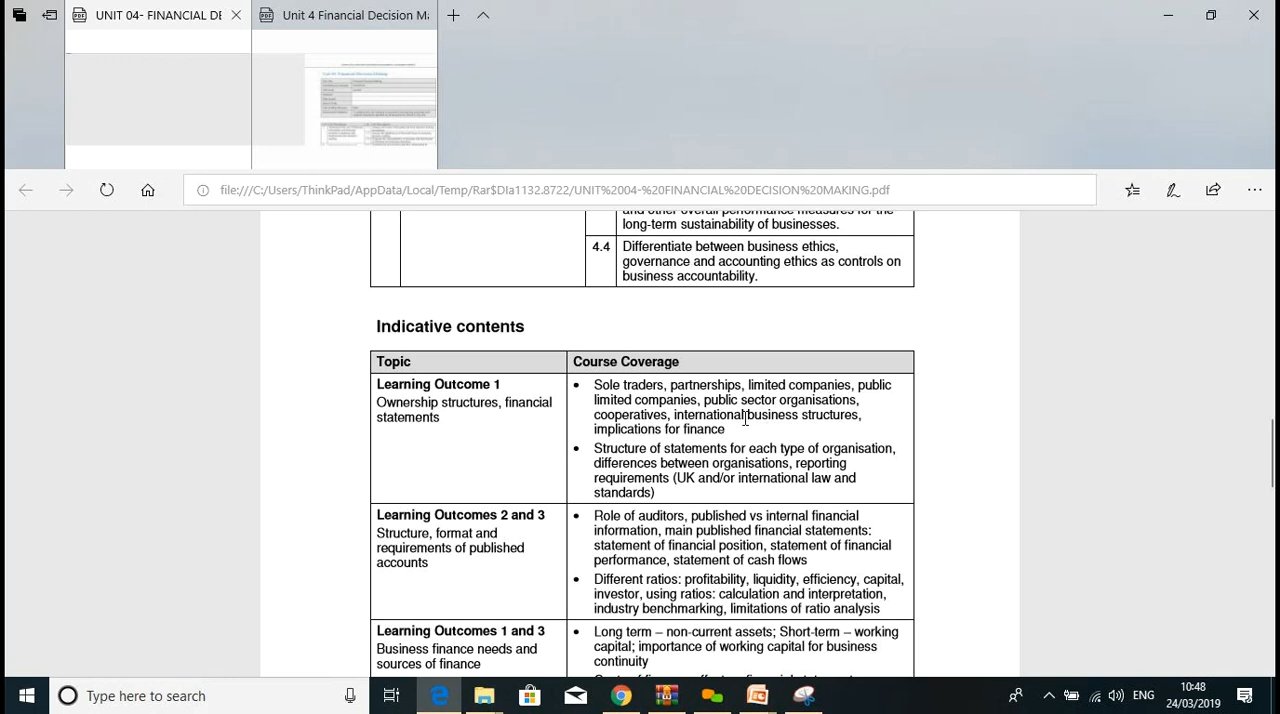 UNIT 04- FINANCIAL DE
Unit 4 Financial Decision Ma
file:///C:/Users/ThinkPad/AppData/Local/Temp/Rar$DIa1132.8722/UNIT%2004-%20FINANCIAL%20DECISION%20MAKING.pdf
and other overall performance measures for the
long-term sustainability of businesses.
4.4 Differentiate between business ethics,
governance and accounting ethics as controls on
business accountability.
Indicative contents
Topic
Course Coverage
Learning Outcome 1
Ownership structures, financial
statements
• Sole traders, partnerships, limited companies, public
limited companies, public sector organisations,
cooperatives, international business structures,
implications for finance
• Structure of statements for each type of organisation,
differences between organisations, reporting
requirements (UK and/or international law and
standards)
Learning Outcomes 2 and 3
Structure, format and
requirements of published
accounts
• Role of auditors, published vs internal financial
information, main published financial statements:
statement of financial position, statement of financial
performance, statement of cash flows
• Different ratios: profitability, liquidity, efficiency, capital,
investor, using ratios: calculation and interpretation,
industry benchmarking, limitations of ratio analysis
Learning Outcomes 1 and 3
Business finance needs and
sources of finance
• Long term – non-current assets; Short-term – working
capital; importance of working capital for business
continuity
Type here to search
ENG
10:48
24/03/2019